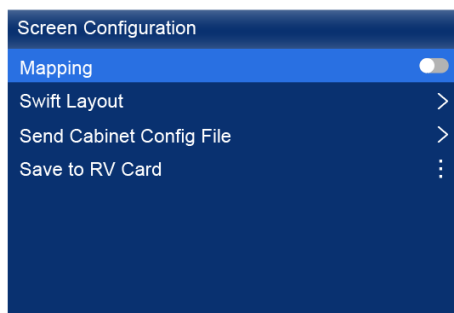 Screen Configuration
Mapping
Swift Layout
Send Cabinet Config File
Save to RV Card